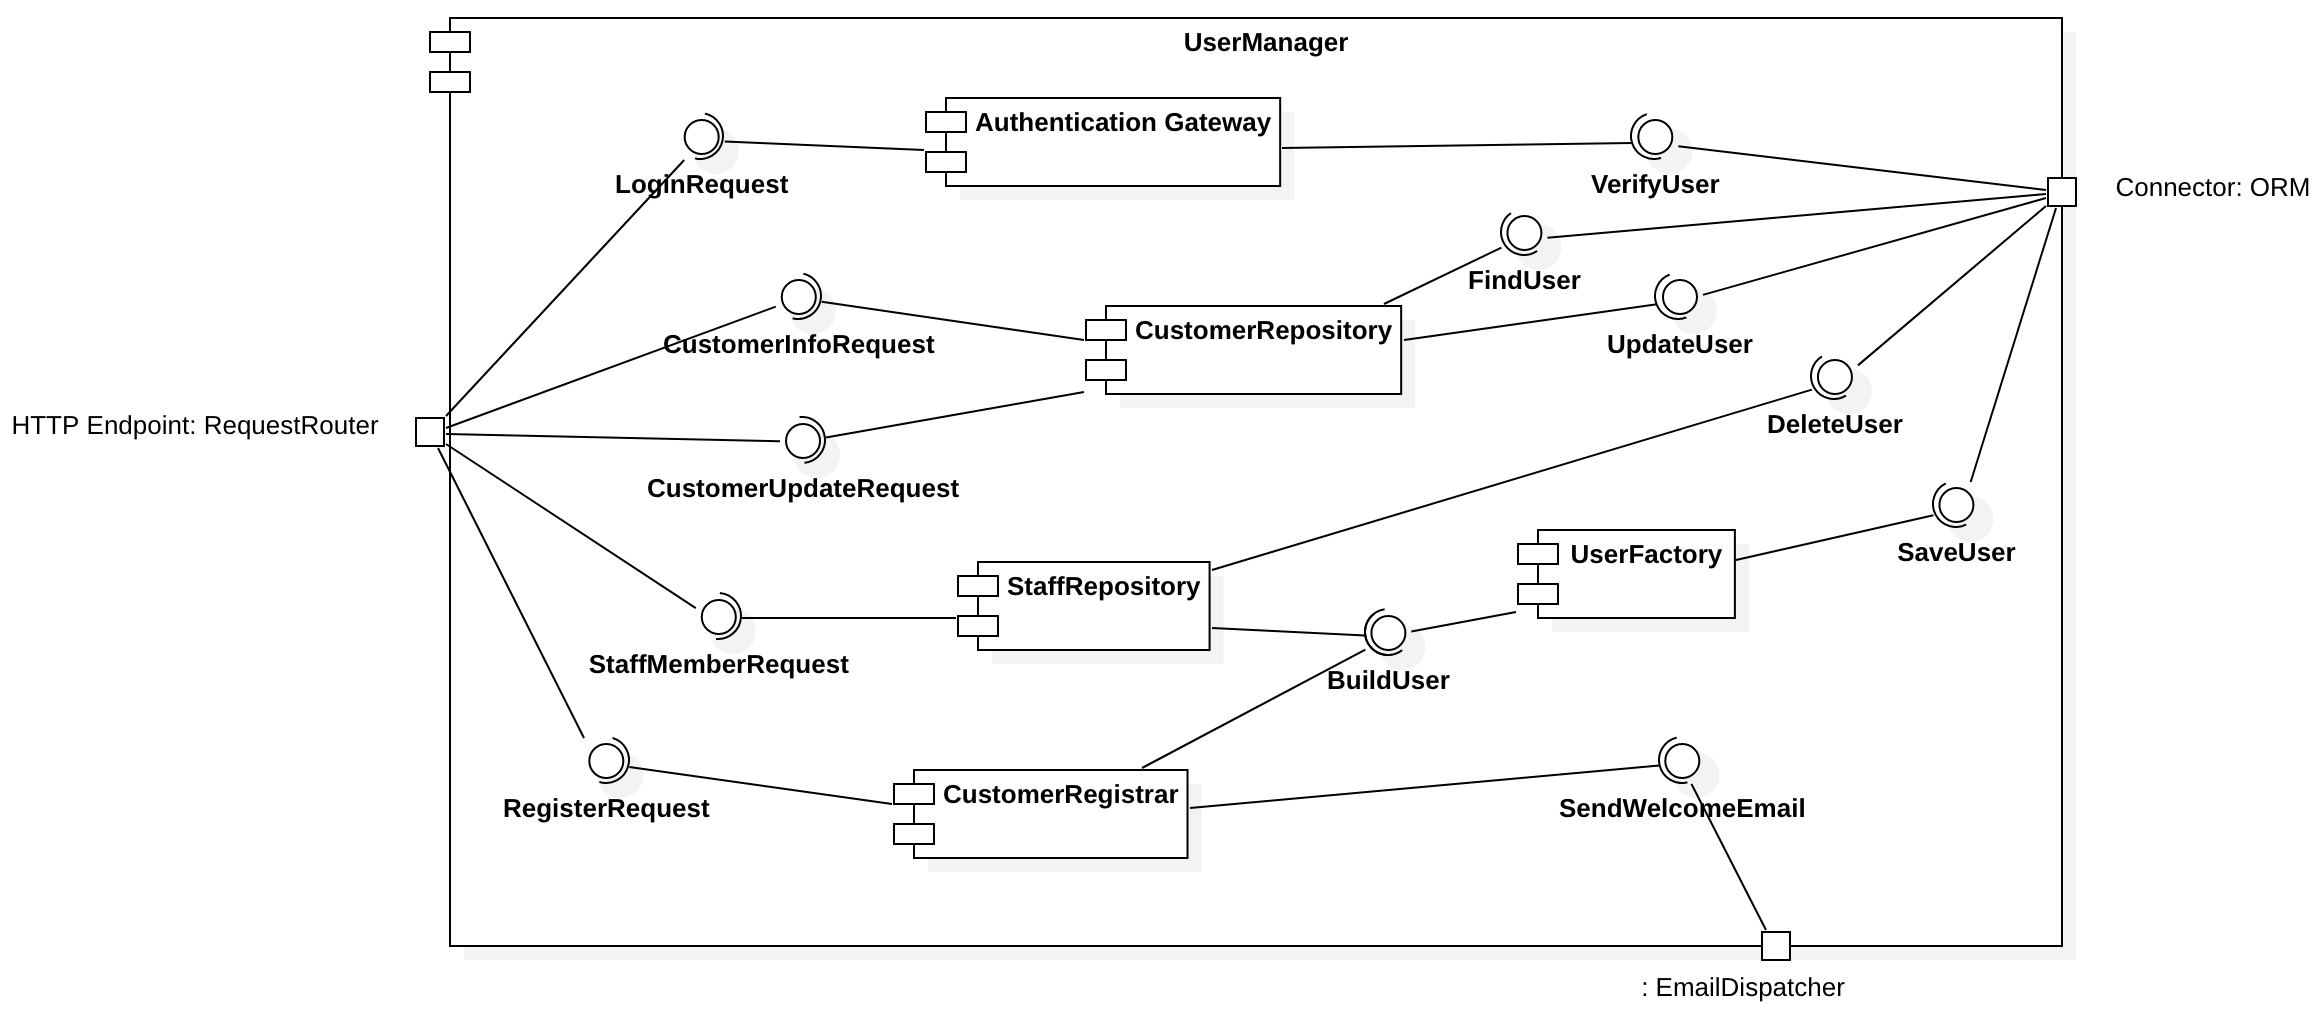 UserManager
Authentication Gateway
LoginRequest
VerifyUser
Connector: ORM
FindUser
CustomerRepository
CustomerInfoRequest
UpdateUser
HTTP Endpoint: RequestRouter
DeleteUser
CustomerUpdateRequest
UserFactory
SaveUser
StaffRepository
StaffMemberRequest
BuildUser
CustomerRegistrar
RegisterRequest
SendWelcomeEmail
: EmailDispatcher